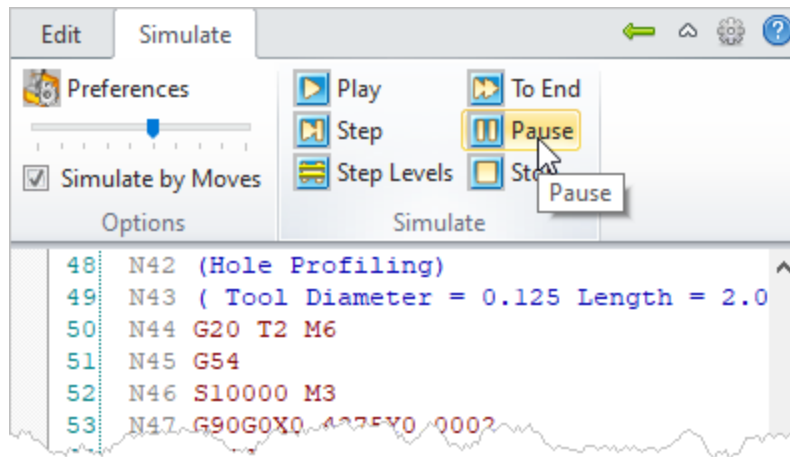 Edit Simulate
Preferences Play To End
Step Pause
Simulate by Moves Step Levels
Pause
Options Simulate
48 N42 (Hole Profiling)
49 N43 ( Tool Diameter = 0.125 Length = 2.0
50 N44 G20 T2 M6
51 N45 G54
52 N46 S10000 M3
53 N47